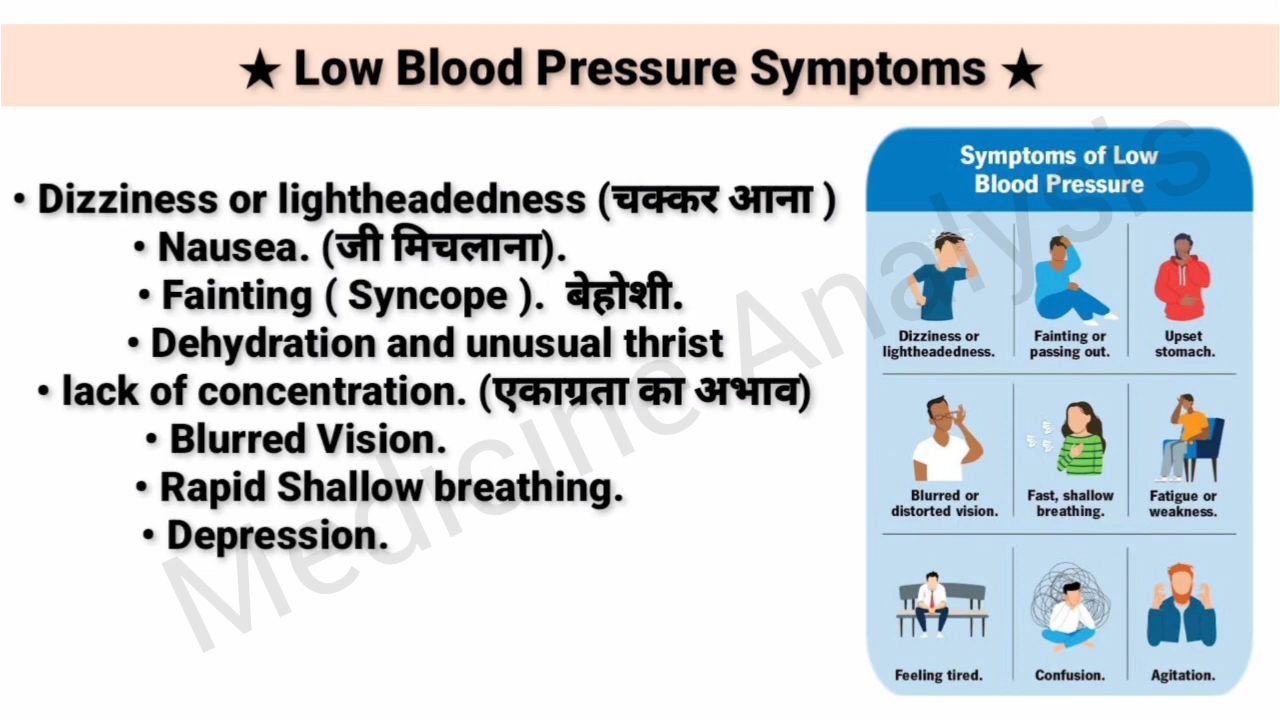 ★ Low Blood Pressure Symptoms ★
• Dizziness or lightheadedness (चक्कर आना )
• Nausea. (जी मिचलाना).
• Fainting ( Syncope ). बेहोशी.
• Dehydration and unusual thrist
• lack of concentration. (एकाग्रता का अभाव)
• Blurred Vision.
• Rapid Shallow breathing.
• Depression.
Symptoms of Low
Blood Pressure
Dizziness or
lightheadedness.
Fainting or
passing out.
Upset
stomach.
Blurred or
distorted vision.
Fast, shallow
breathing.
Fatigue or
weakness.
Feeling tired.
Confusion.
Agitation.
Medicine Analysis